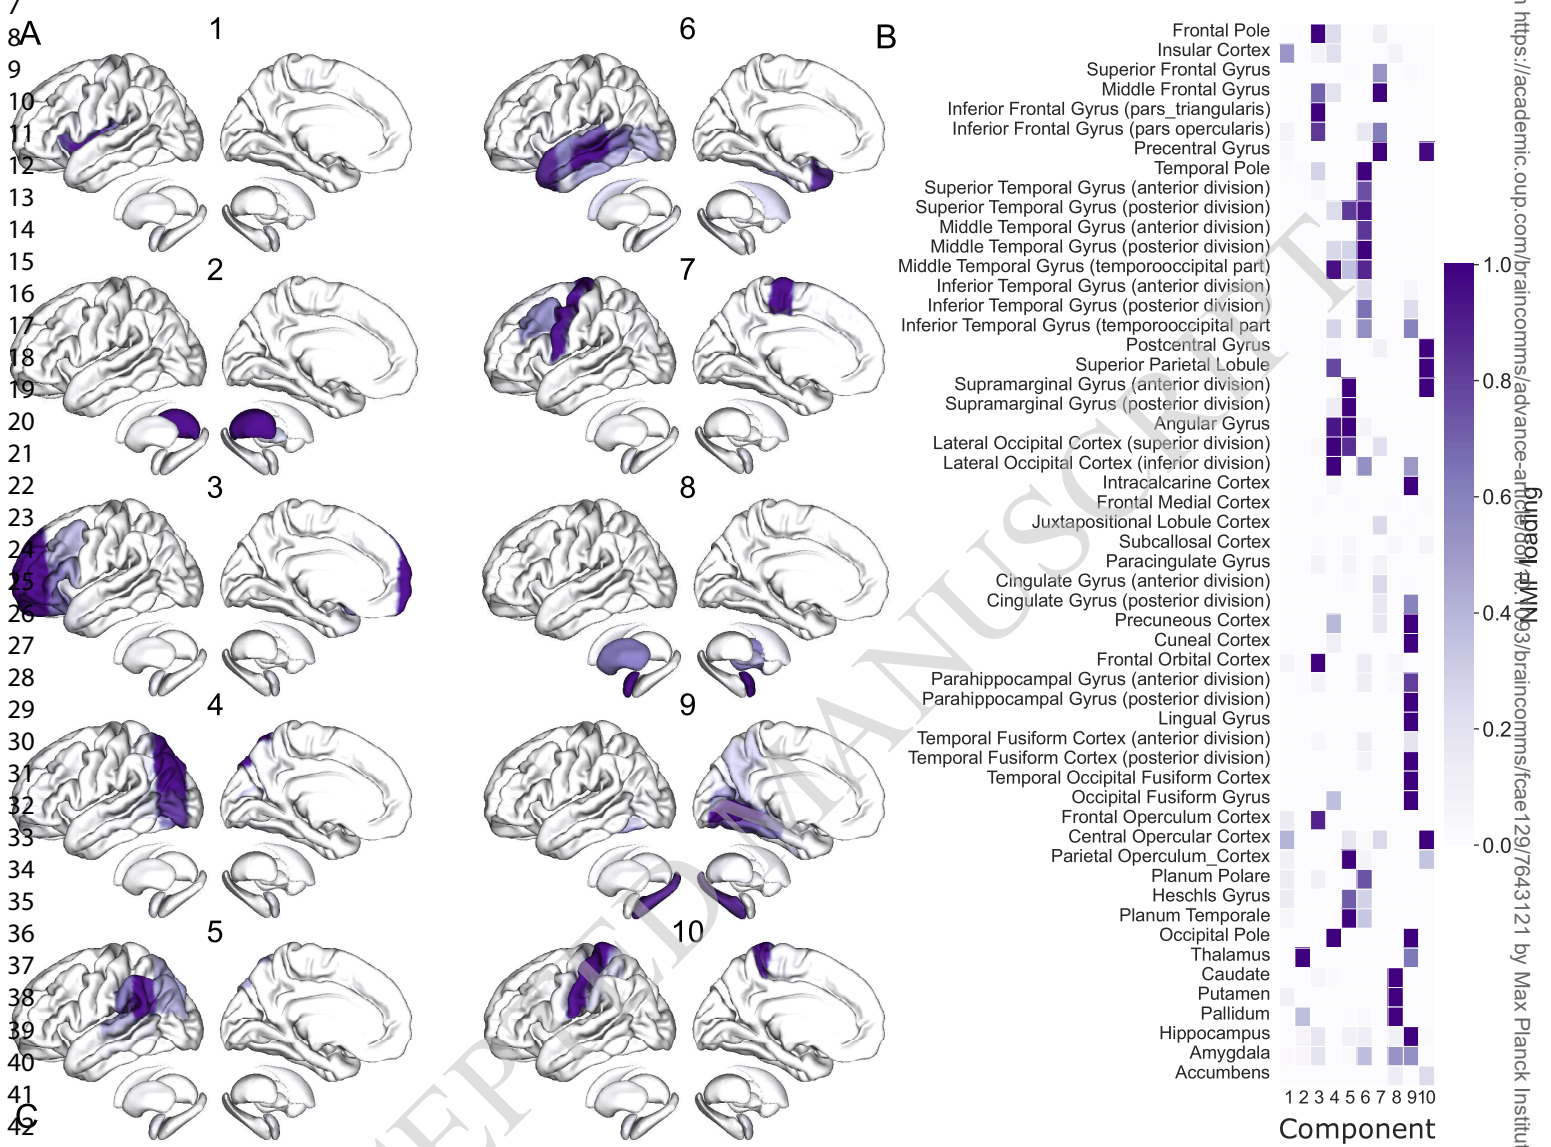 7
8
9
10
11
12
13
14
15
16
17
18
19
20
21
22
23
24
25
26
27
28
29
30
31
32
33
34
35
36
37
38
39
40
41
42
A
1
6
2
7
3
8
4
9
5
10
C
B
Frontal Pole
Insular Cortex
Superior Frontal Gyrus
Middle Frontal Gyrus
Inferior Frontal Gyrus (pars_triangularis)
Inferior Frontal Gyrus (pars opercularis)
Precentral Gyrus
Temporal Pole
Superior Temporal Gyrus (anterior division)
Superior Temporal Gyrus (posterior division)
Middle Temporal Gyrus (anterior division)
Middle Temporal Gyrus (posterior division)
Middle Temporal Gyrus (temporooccipital part)
Inferior Temporal Gyrus (anterior division)
Inferior Temporal Gyrus (posterior division)
Inferior Temporal Gyrus (temporooccipital part
Postcentral Gyrus
Superior Parietal Lobule
Supramarginal Gyrus (anterior division)
Supramarginal Gyrus (posterior division)
Angular Gyrus
Lateral Occipital Cortex (superior division)
Lateral Occipital Cortex (inferior division)
Intracalcarine Cortex
Frontal Medial Cortex
Juxtapositional Lobule Cortex
Subcallosal Cortex
Paracingulate Gyrus
Cingulate Gyrus (anterior division)
Cingulate Gyrus (posterior division)
Precuneous Cortex
Cuneal Cortex
Frontal Orbital Cortex
Parahippocampal Gyrus (anterior division)
Parahippocampal Gyrus (posterior division)
Lingual Gyrus
Temporal Fusiform Cortex (anterior division)
Temporal Fusiform Cortex (posterior division)
Temporal Occipital Fusiform Cortex
Occipital Fusiform Gyrus
Frontal Operculum Cortex
Central Opercular Cortex
Parietal Operculum_Cortex
Planum Polare
Heschls Gyrus
Planum Temporale
Occipital Pole
Thalamus
Caudate
Putamen
Pallidum
Hippocampus
Amygdala
Accumbens
1 2 3 4 5 6 7 8 9 10
Component
1.0
0.8
0.6
0.4
0.2
0.0
NMF loading
https://academic.oup.com/braincomms/advance-article/doi/10.1093/braincomms/fcae129/7643121 by Max Planck Institut
EPTED MANUSCRIPT